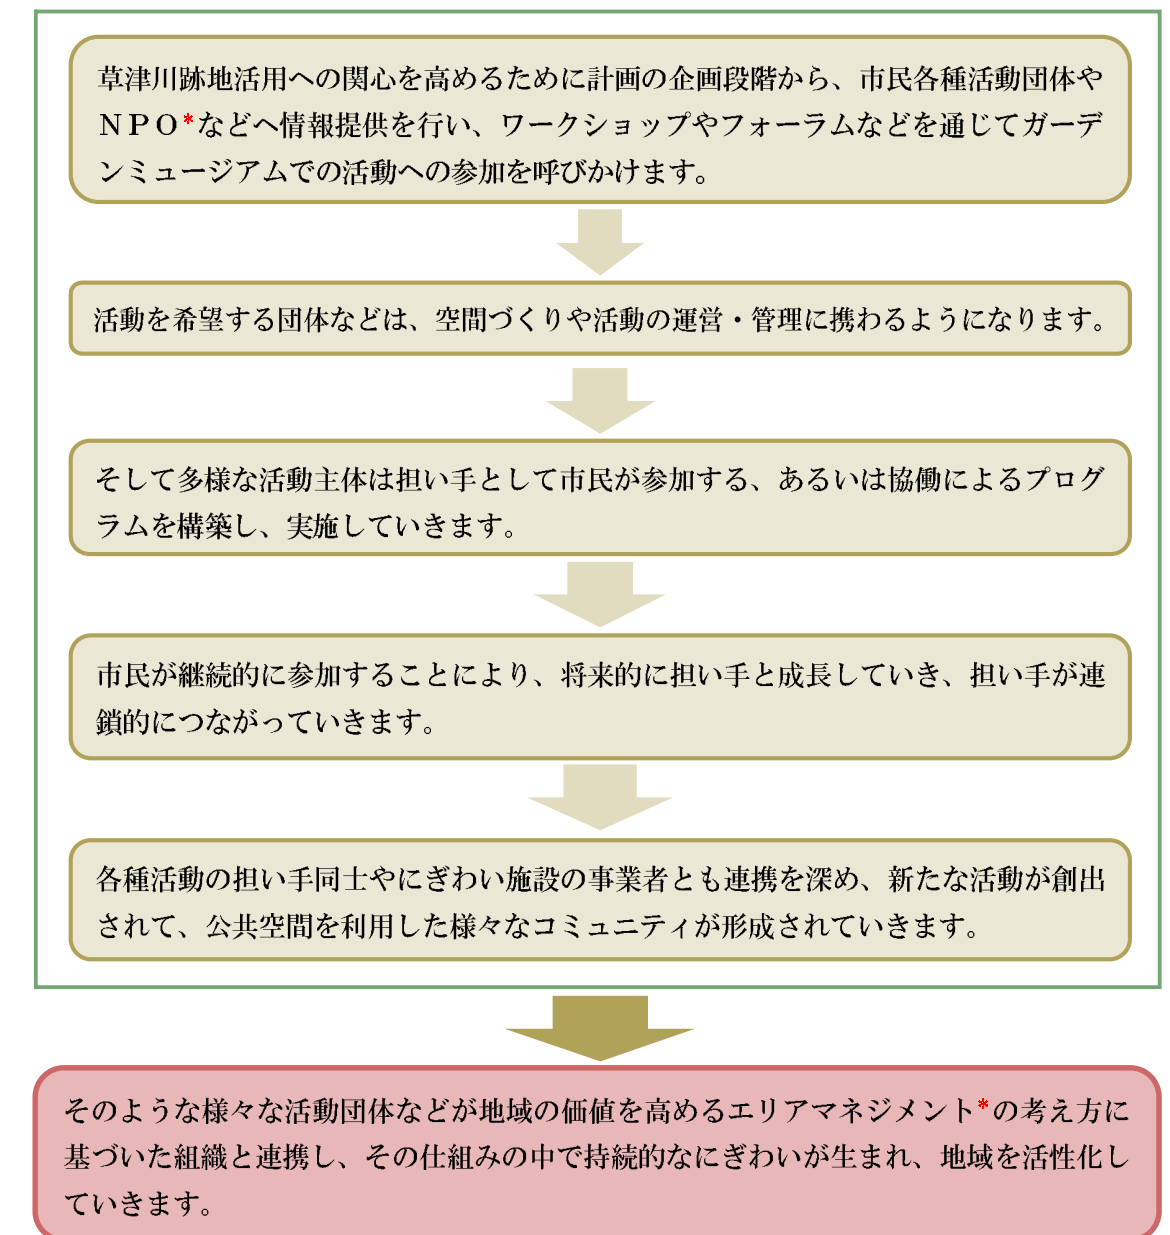 草津川跡地活用への関心を高めるために計画の企画段階から、市民各種活動団体や
ＮＰＯ*などへ情報提供を行い、ワークショップやフォーラムなどを通じてガーデ
ンミュージアムでの活動への参加を呼びかけます。
活動を希望する団体などは、空間づくりや活動の運営・管理に携わるようになります。
そして多様な活動主体は担い手として市民が参加する、あるいは協働によるプログ
ラムを構築し、実施していきます。
市民が継続的に参加することにより、将来的に担い手と成長していき、担い手が連
鎖的につながっていきます。
各種活動の担い手同士やにぎわい施設の事業者とも連携を深め、新たな活動が創出
されて、公共空間を利用した様々なコミュニティが形成されていきます。
そのような様々な活動団体などが地域の価値を高めるエリアマネジメント*の考え方に
基づいた組織と連携し、その仕組みの中で持続的なにぎわいが生まれ、地域を活性化し
ていきます。